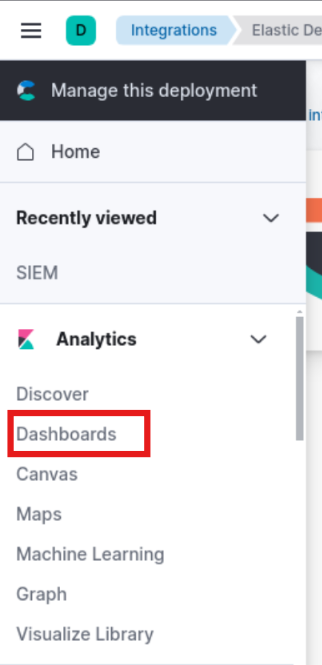 D Integrations Elastic De
Manage this deployment
in
Home
Recently viewed
SIEM
Analytics
Discover
Dashboards
Canvas
Maps
Machine Learning
Graph
Visualize Library